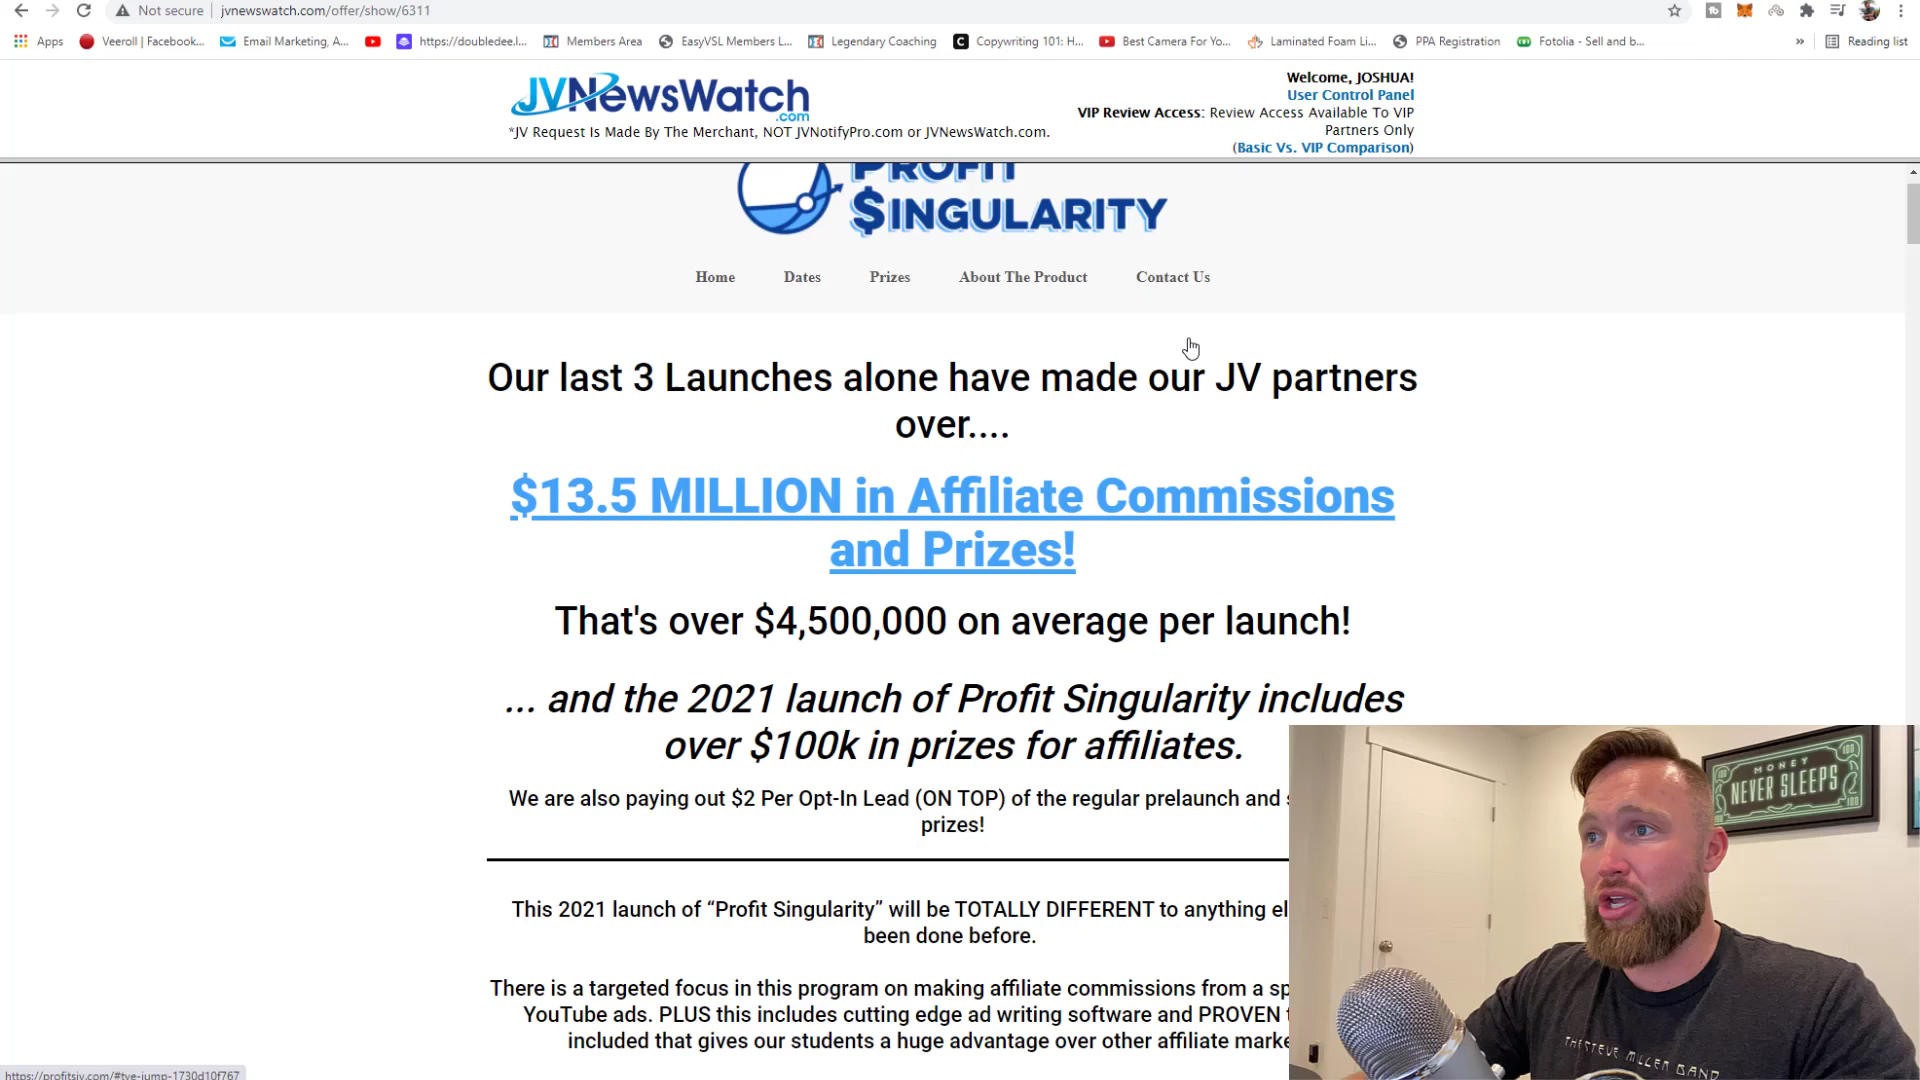 Not secure | jvnewswatch.com/offer/show/6311
Apps Veeroll | Facebook... Email Marketing, A... https://doubledee.l... Members Area EasyVSL Members L... Legendary Coaching Copywriting 101: H... Best Camera For Yo... Laminated Foam Li... PPA Registration Fotolia - Sell and b... » Reading list
JVNewsWatch
.com
*JV Request Is Made By The Merchant, NOT JVNotifyPro.com or JVNewsWatch.com.
Welcome, JOSHUA!
User Control Panel
VIP Review Access: Review Access Available To VIP
Partners Only
(Basic Vs. VIP Comparison)
PROFIT
$INGULARITY
Home Dates Prizes About The Product Contact Us
Our last 3 Launches alone have made our JV partners
over....
$13.5 MILLION in Affiliate Commissions
and Prizes!
That's over $4,500,000 on average per launch!
... and the 2021 launch of Profit Singularity includes
over $100k in prizes for affiliates.
We are also paying out $2 Per Opt-In Lead (ON TOP) of the regular prelaunch and
prizes!
This 2021 launch of “Profit Singularity” will be TOTALLY DIFFERENT to anything
been done before.
There is a targeted focus in this program on making affiliate commissions from a
YouTube ads. PLUS this includes cutting edge ad writing software and PROVEN
included that gives our students a huge advantage over other affiliate
MONEY
NEVER SLEEPS
100
100
100
THE STEVE MILLER BAND
https://profitsjv.com/#tve-jump-1730d10f767